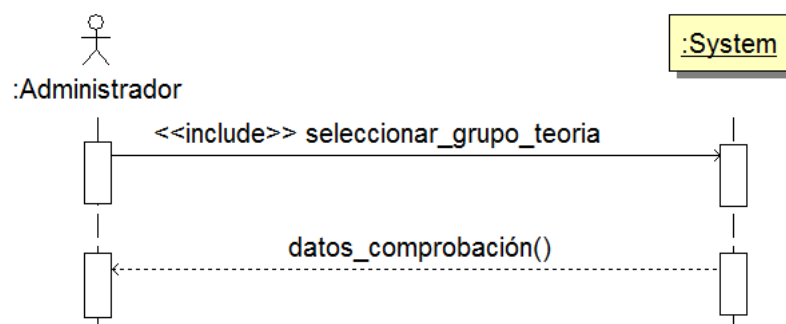 :Administrador
:System
<<include>> seleccionar_grupo_teoria
datos_comprobación()